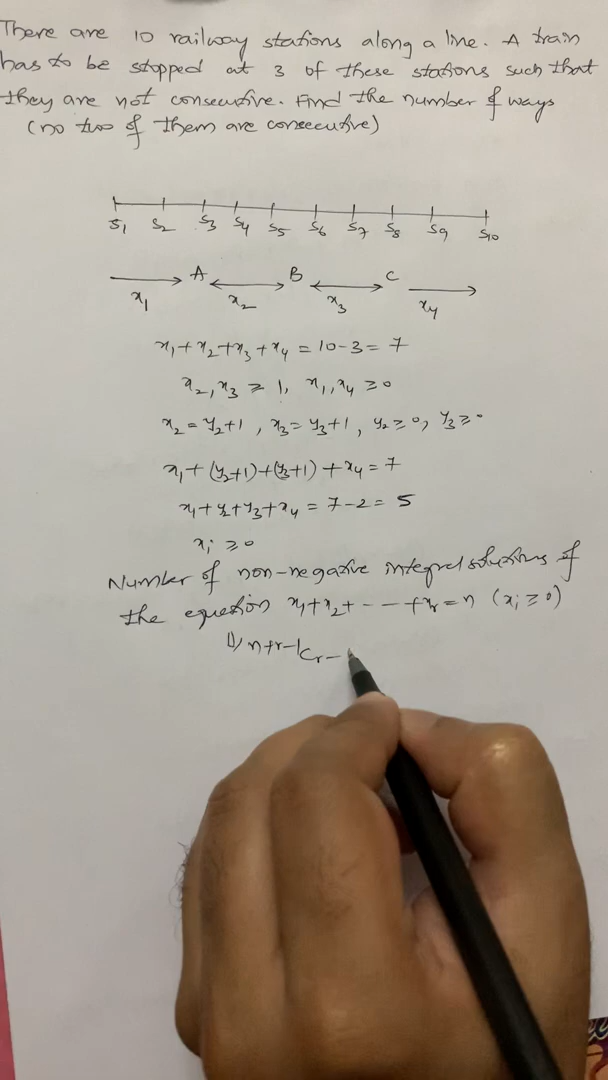 There are 10 railway stations along a line. A train
has to be stopped at 3 of these stations such that
they are not consecutive. Find the number of ways
(no two of them are consecutive)
S₁ S₂ S₃ S₄ S₅ S₆ S₇ S₈ S₉ S₁₀
A B C
x₁ x₂ x₃ x₄
x₁+x₂+x₃+x₄ = 10-3 = 7
x₂,x₃ ≥ 1, x₁,x₄ ≥0
x₂ = y₂+1, x₃= y₃+1, y₂≥0, y₃≥0
x₁+(y₂+1)+(y₃+1)+x₄=7
x₁+y₂+y₃+x₄ = 7-2 = 5
xᵢ ≥0
Number of non-negative integral solutions of
the equation x₁+x₂+ --- +xᵣ=n (xᵢ≥0)
is n+r-1Cr-